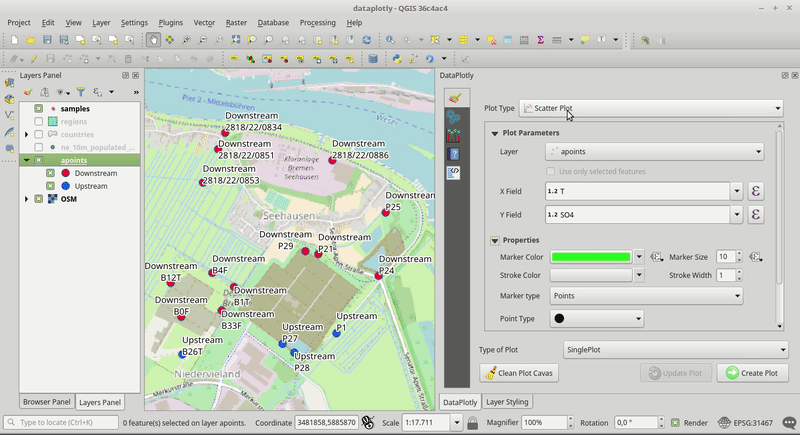 dataplotly - QGIS 36c4ac4
Project Edit View Layer Settings Plugins Vector Raster Database Processing Help
Layers Panel
samples
regions
countries
ne_10m_populated_...
apoints
Downstream
Upstream
OSM
Browser Panel Layers Panel
Pier 2 - Mittelsbüren
Weser
Downstream
2818/22/0834
Downstream
2818/22/0851
Downstream
2818/22/0886
Kläranlage
Bremen-
Seehausen
Downstream
2818/22/0853
Downstream
P25
Seehausen
Downstream
P29
Downstream
P21
Downstream
P24
Downstream
B4F
Downstream
B12T
Downstream
B1T
Downstream
B0F
Downstream
B33F
Upstream
P1
Upstream
P27
Upstream
B26T
Upstream
P28
Niedervieland
Merkurstraße
Senator-Apelt-Straße
DataPlotly
Plot Type Scatter Plot
Plot Parameters
Layer apoints
Use only selected features
X Field 1.2 T
Y Field 1.2 SO4
Properties
Marker Color Marker Size 10
Stroke Color Stroke Width 1
Marker type Points
Point Type
Type of Plot SinglePlot
Clean Plot Cavas Update Plot Create Plot
DataPlotly Layer Styling
Type to locate (Ctrl+K) 0 feature(s) selected on layer apoints. Coordinate 3481858,5885870 Scale 1:17.711 Magnifier 100% Rotation 0,0 ° Render EPSG:31467